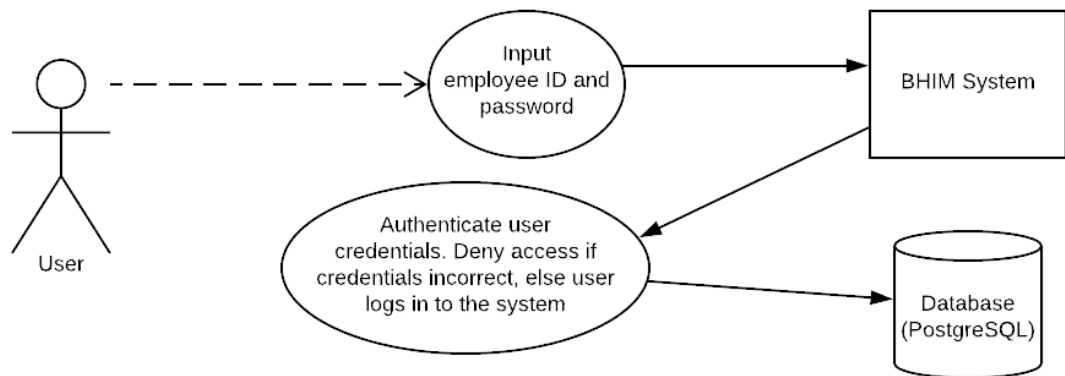 Input
employee ID and
password
BHIM System
User
Authenticate user
credentials. Deny access if
credentials incorrect, else user
logs in to the system
Database
(PostgreSQL)